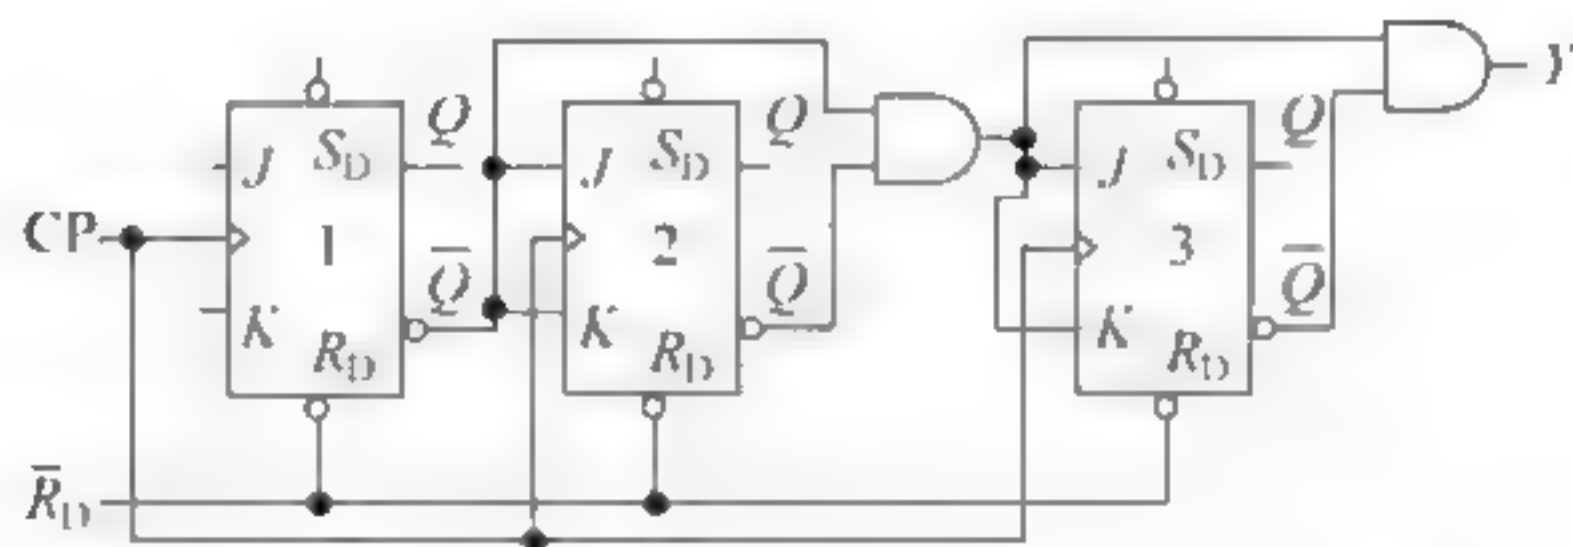 Q Q Q
J S_D J S_D J S_D
CP 1 2 3
Q̅ Q̅ Q̅
K R_D K R_D K R_D
R̅_D